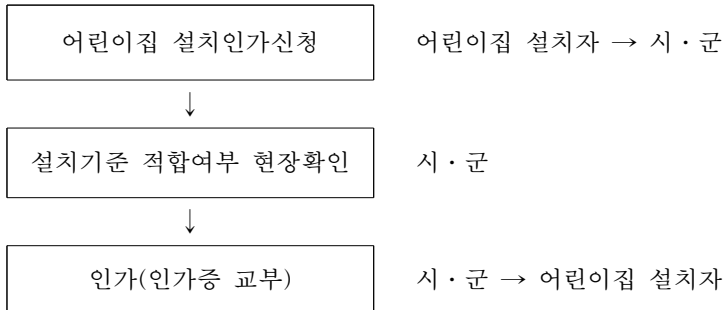 어린이집 설치인가신청 어린이집 설치자 → 시·군
↓
설치기준 적합여부 현장확인 시·군
↓
인가(인가증 교부) 시·군 → 어린이집 설치자